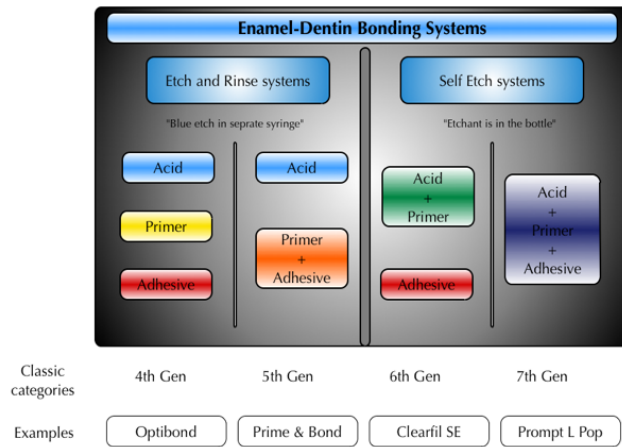 Enamel-Dentin Bonding Systems
Etch and Rinse systems
Self Etch systems
"Blue etch in seprate syringe"
"Etchant is in the bottle"
Acid
Primer
Adhesive
Acid
Primer
+
Adhesive
Acid
+
Primer
Adhesive
Acid
+
Primer
+
Adhesive
Classic
categories
4th Gen
5th Gen
6th Gen
7th Gen
Examples
Optibond
Prime & Bond
Clearfil SE
Prompt L Pop